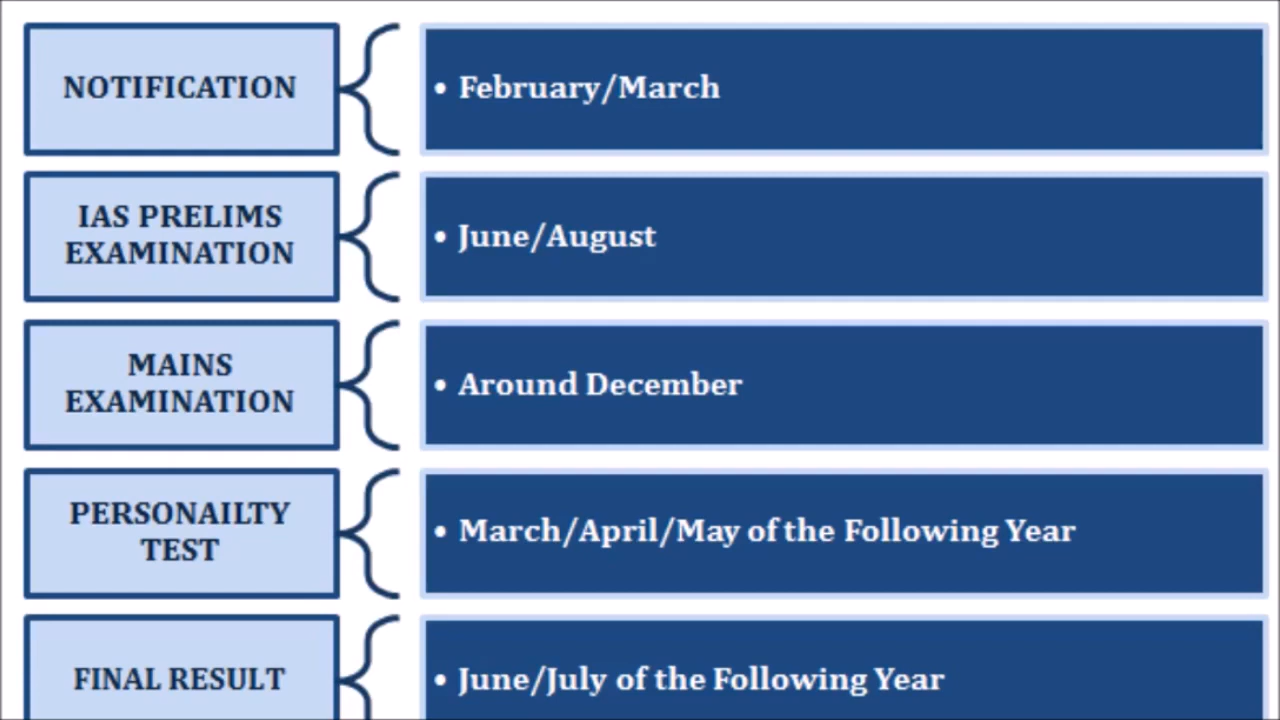 NOTIFICATION
• February/March
IAS PRELIMS
EXAMINATION
• June/August
MAINS
EXAMINATION
• Around December
PERSONAILTY
TEST
• March/April/May of the Following Year
FINAL RESULT
• June/July of the Following Year